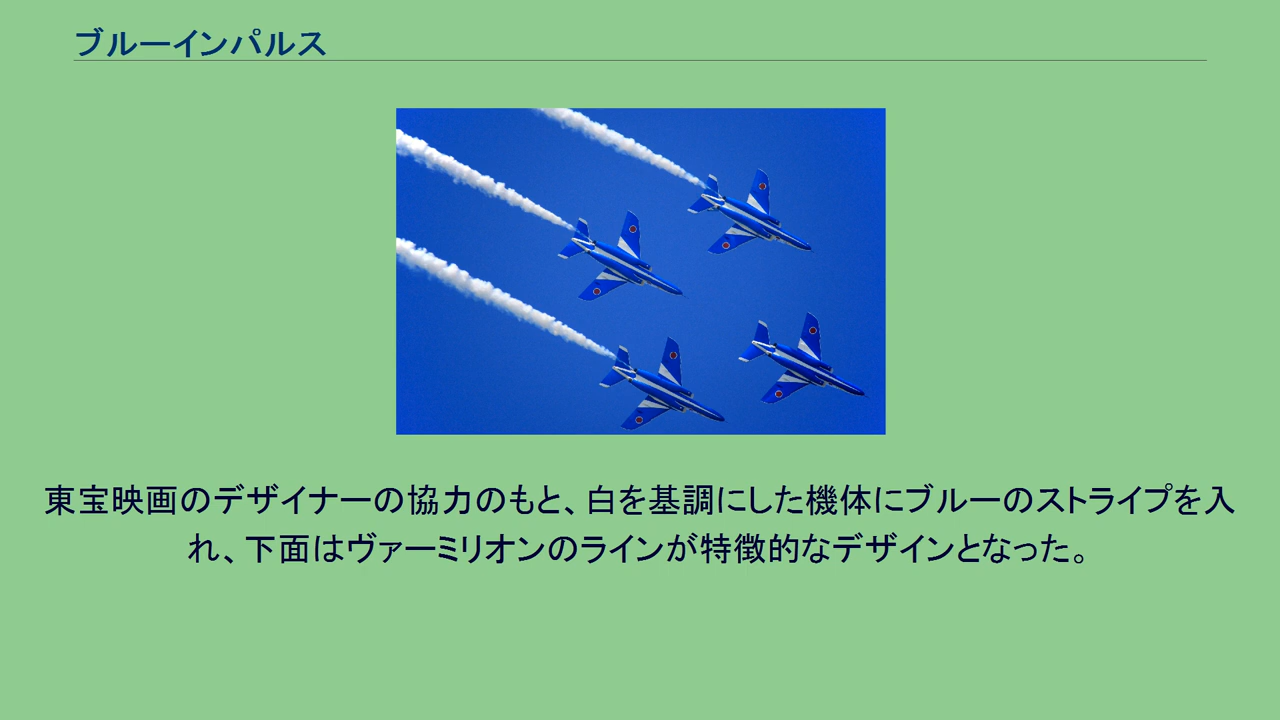 ブルーインパルス
東宝映画のデザイナーの協力のもと、白を基調にした機体にブルーのストライプを入
れ、下面はヴァーミリオンのラインが特徴的なデザインとなった。